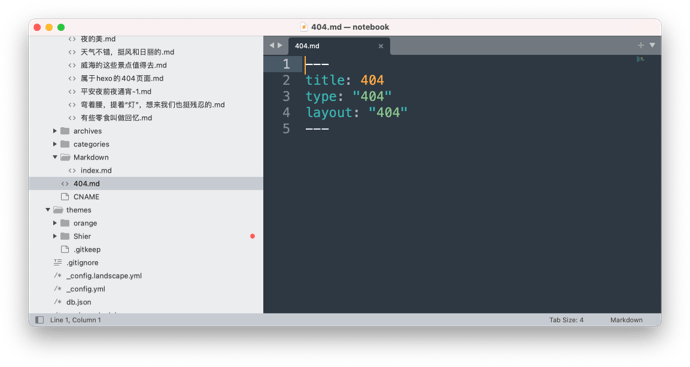 404.md — notebook
夜的美.md
天气不错，挺风和日丽的.md
威海的这些景点值得去.md
属于hexo的404页面.md
平安夜前夜通宵-1.md
弯着腰，提着“灯”，想来我们也挺残忍的.md
有些零食叫做回忆.md
archives
categories
Markdown
index.md
404.md
CNAME
themes
orange
Shier
.gitkeep
.gitignore
_config.landscape.yml
_config.yml
db.json
404.md
1 ---
2 title: 404
3 type: "404"
4 layout: "404"
5 ---
Line 1, Column 1
Tab Size: 4
Markdown